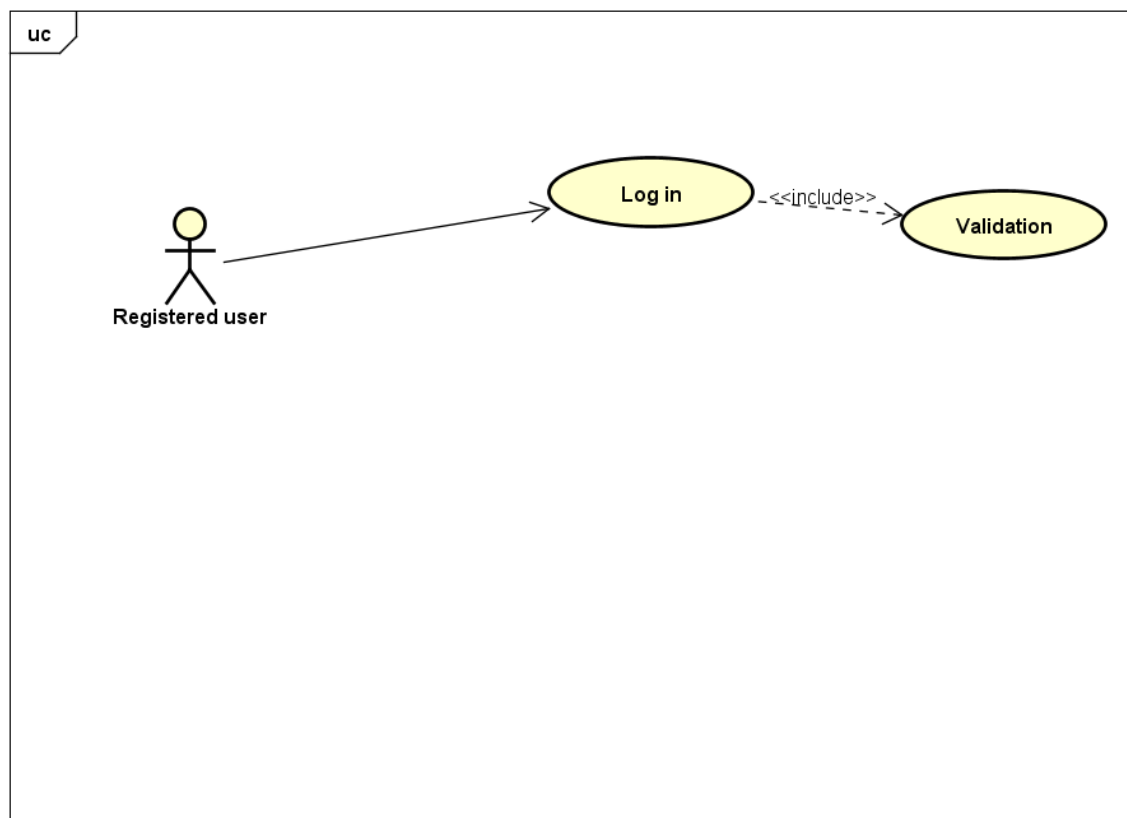 uc
Log in
<<include>>
Validation
Registered user